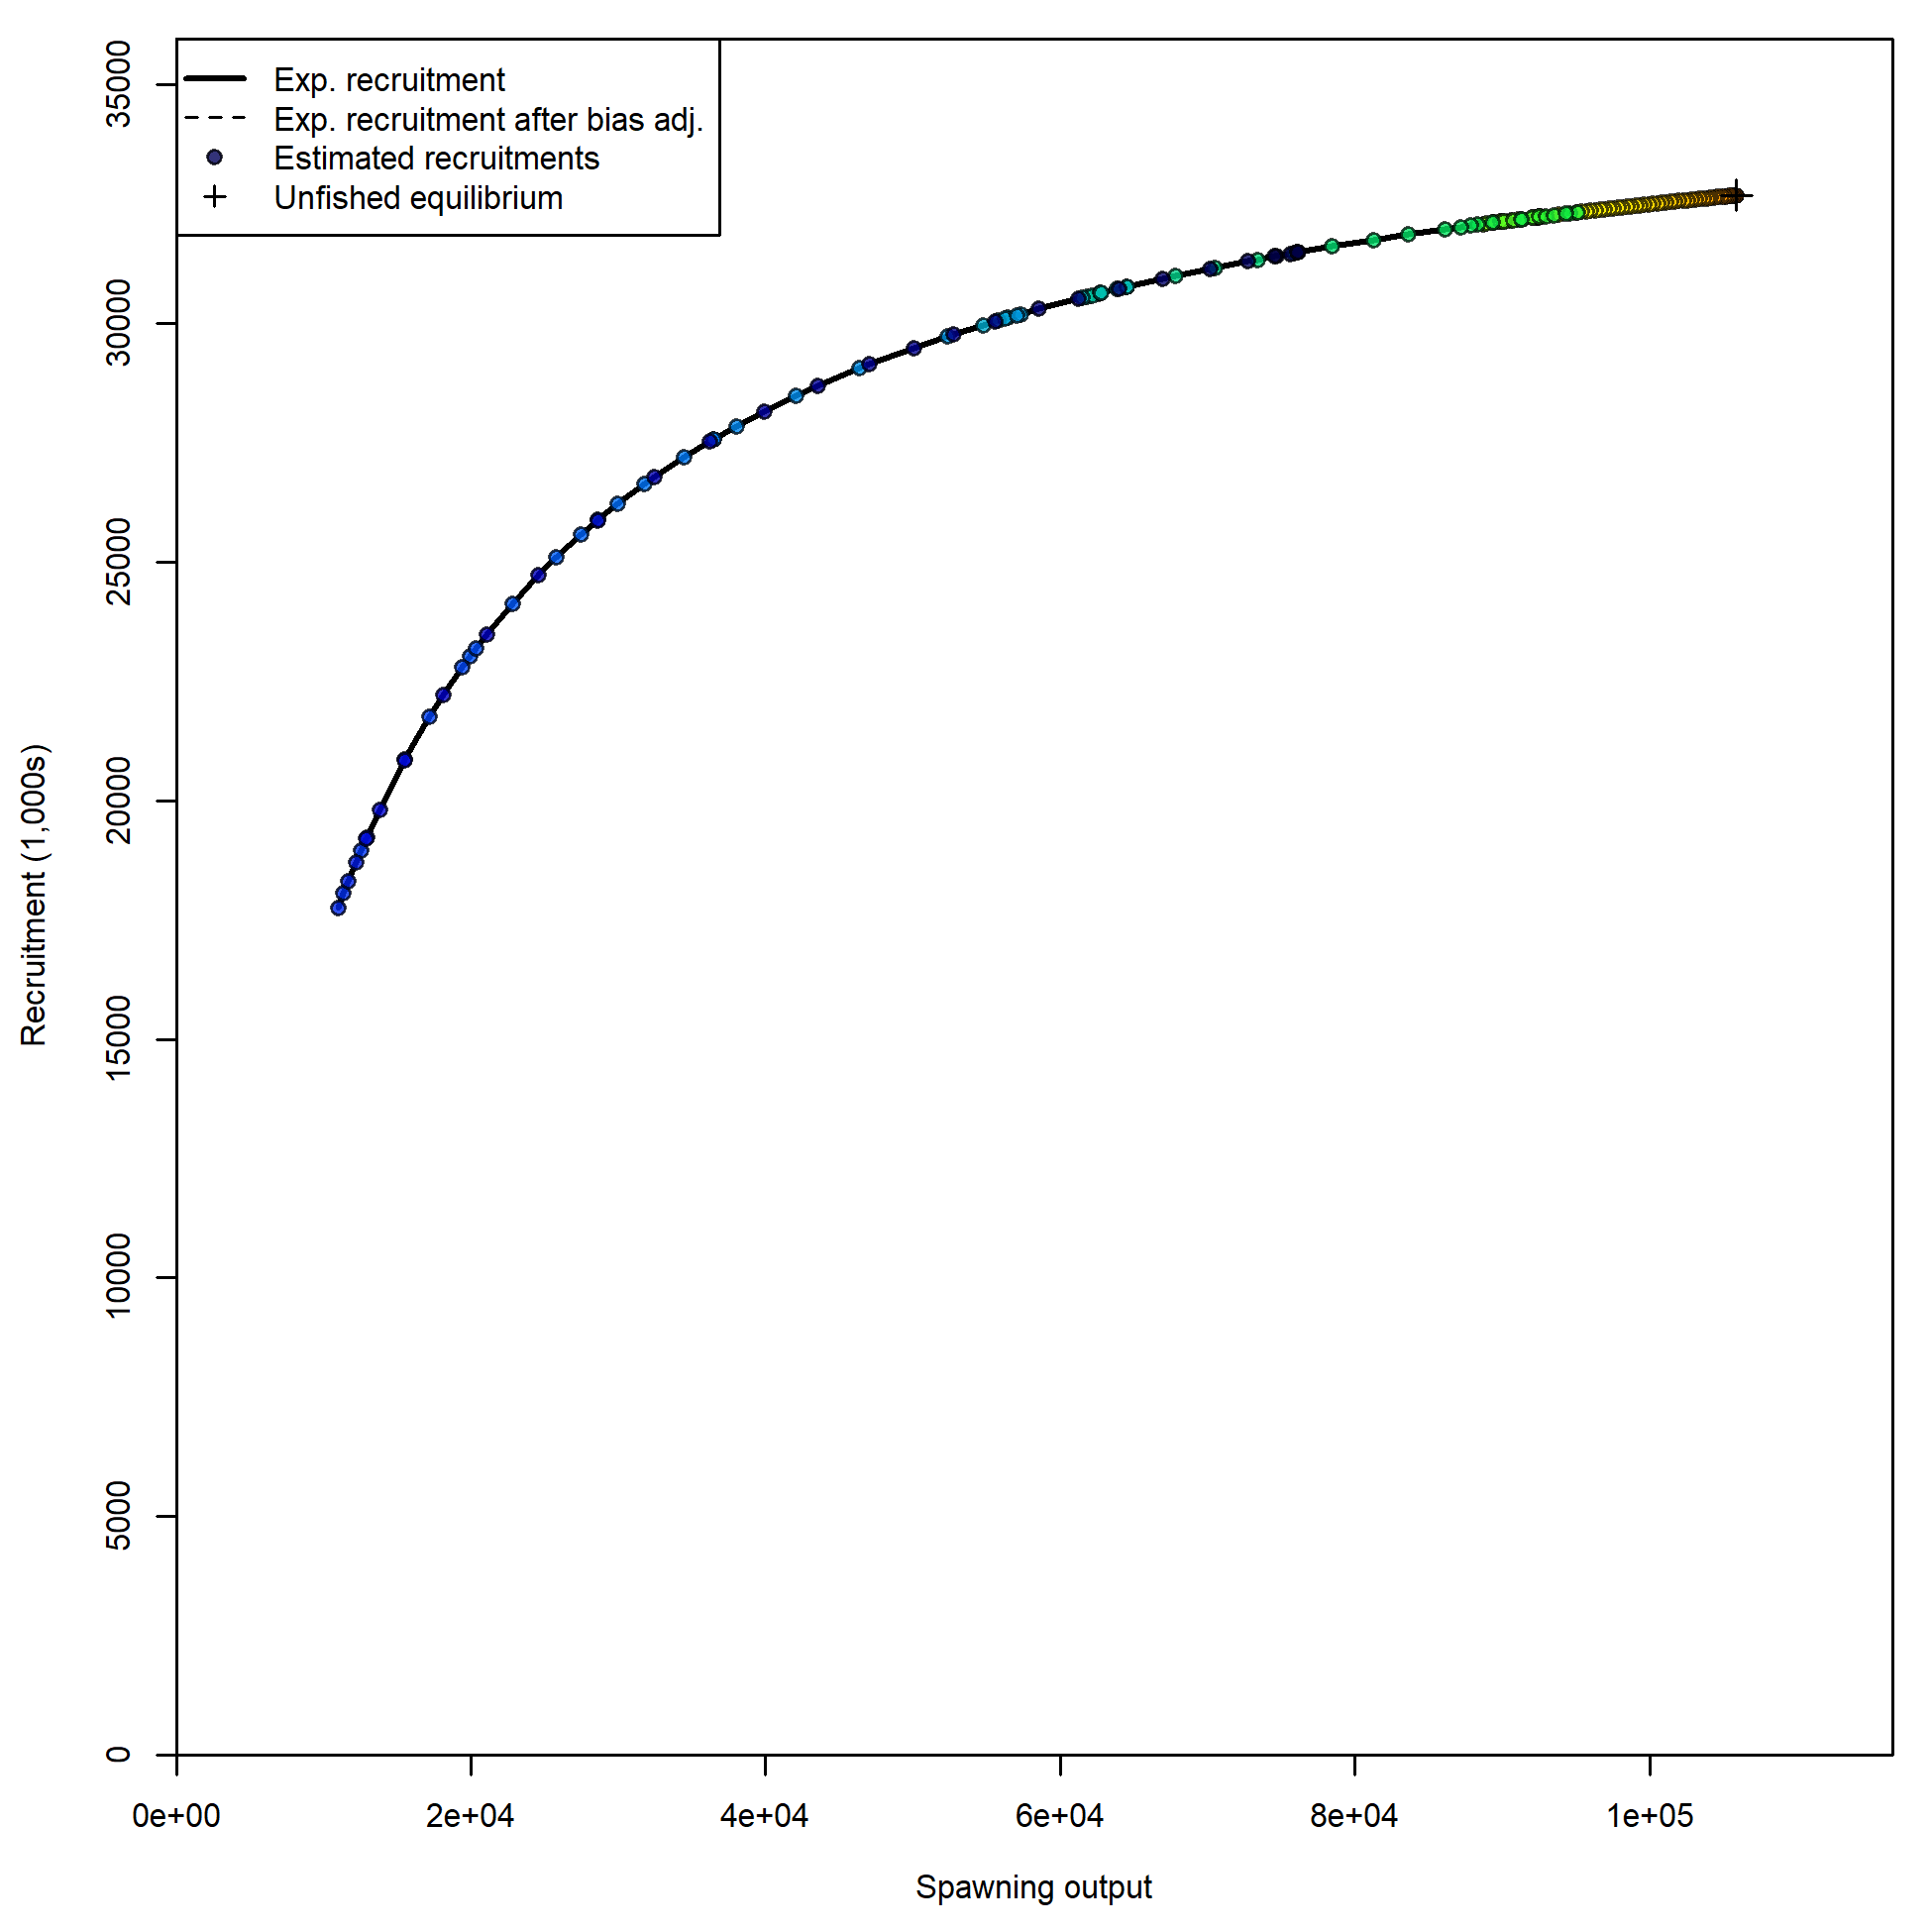 Exp. recruitment
Exp. recruitment after bias adj.
Estimated recruitments
Unfished equilibrium
Recruitment (1,000s)
35000
30000
25000
20000
15000
10000
5000
0
0e+00 2e+04 4e+04 6e+04 8e+04 1e+05
Spawning output